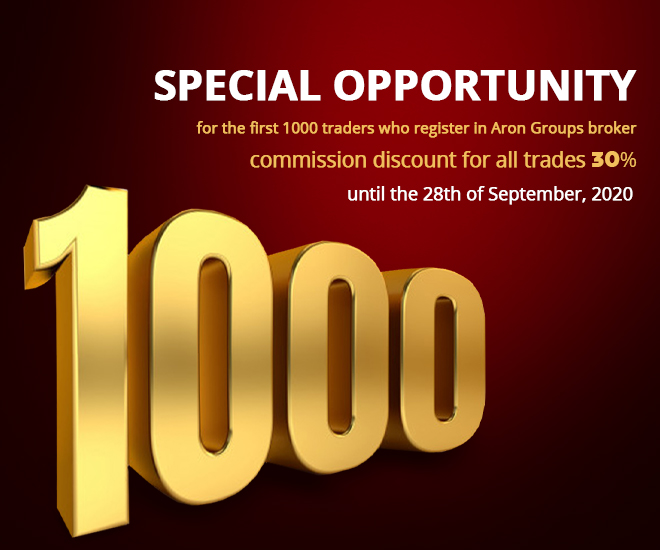 SPECIAL OPPORTUNITY
for the first 1000 traders who register in Aron Groups broker
commission discount for all trades 30%
until the 28th of September, 2020
1000